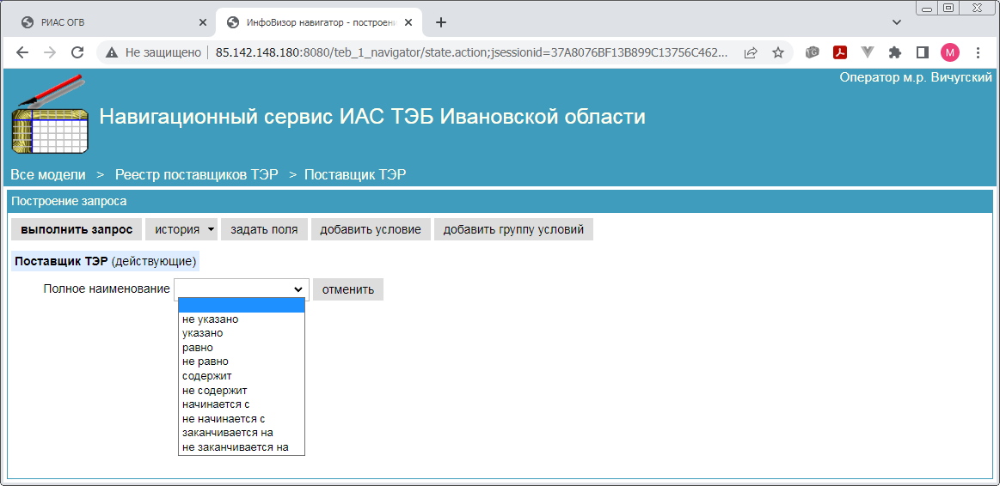 РИАС ОГВ
ИнфоВизор навигатор - построени
Не защищено 85.142.148.180:8080/teb_1_navigator/state.action;jsessionid=37A8076BF13B899C13756C462...
M
Оператор м.р. Вичугский
Навигационный сервис ИАС ТЭБ Ивановской области
Все модели > Реестр поставщиков ТЭР > Поставщик ТЭР
Построение запроса
выполнить запрос история задать поля добавить условие добавить группу условий
Поставщик ТЭР (действующие)
Полное наименование отменить
не указано
указано
равно
не равно
содержит
не содержит
начинается с
не начинается с
заканчивается на
не заканчивается на